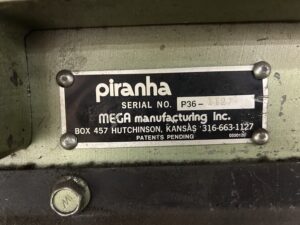 piranha
SERIAL NO. P36-
MEGA manufacturing inc.
BOX 457 HUTCHINSON, KANSAS 316-663-1127
PATENTS PENDING